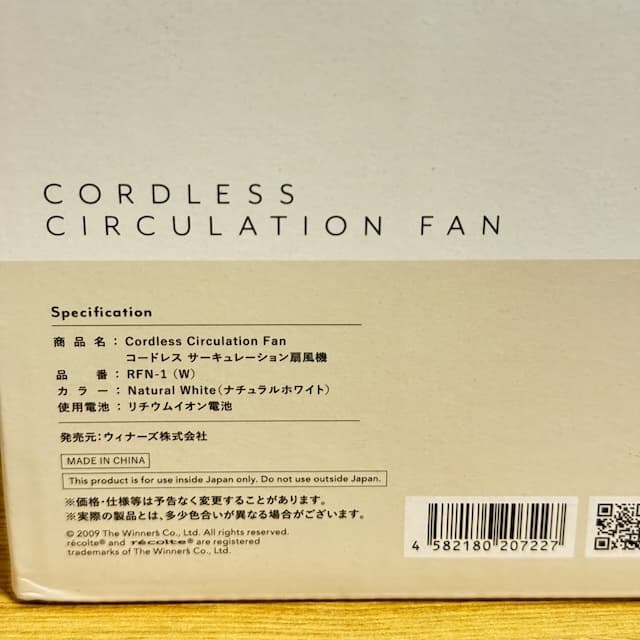 CORDLESS
CIRCULATION FAN
Specification
商品名：Cordless Circulation Fan
コードレス サーキュレーション扇風機
品番：RFN-1 (W)
カラー：Natural White（ナチュラルホワイト）
使用電池：リチウムイオン電池
発売元：ウィナーズ株式会社
MADE IN CHINA
This product is for use inside Japan only. Do not use outside Japan.
※価格・仕様等は予告なく変更することがあります。
※実際の製品とは、多少色合いが異なる場合がございます。
© 2009 The Winner's Co., Ltd. All rights reserved.
récolte® and récolte® are registered
trademarks of The Winner's Co., Ltd.
4 582180 207227